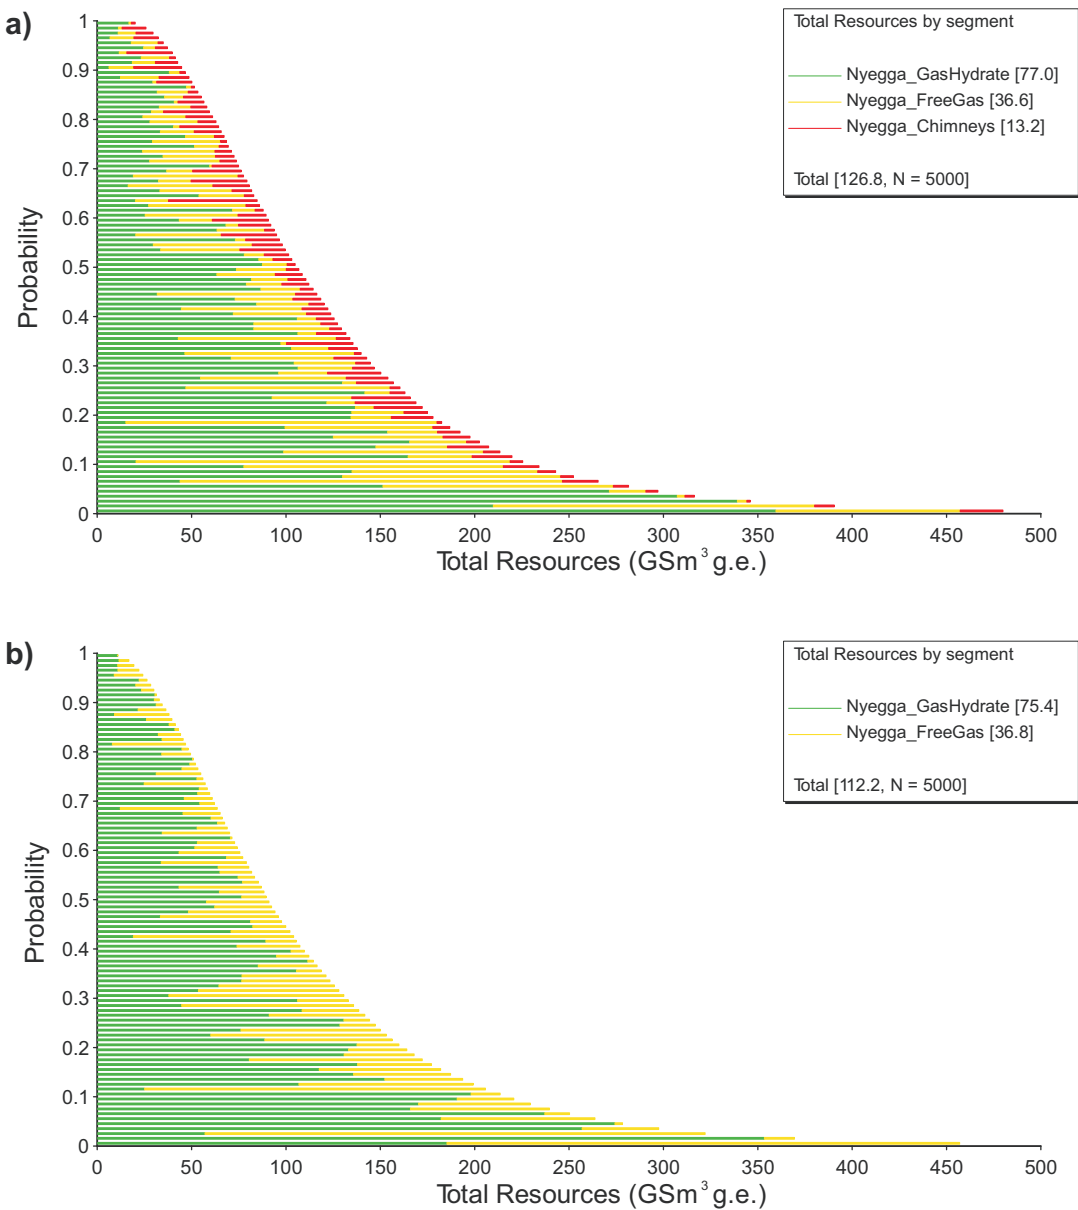 a)
Total Resources by segment
Nyegga_GasHydrate [77.0]
Nyegga_FreeGas [36.6]
Nyegga_Chimneys [13.2]
Total [126.8, N = 5000]
Probability
1
0.9
0.8
0.7
0.6
0.5
0.4
0.3
0.2
0.1
0
0 50 100 150 200 250 300 350 400 450 500
Total Resources (GSm³ g.e.)
b)
Total Resources by segment
Nyegga_GasHydrate [75.4]
Nyegga_FreeGas [36.8]
Total [112.2, N = 5000]
Probability
1
0.9
0.8
0.7
0.6
0.5
0.4
0.3
0.2
0.1
0
0 50 100 150 200 250 300 350 400 450 500
Total Resources (GSm³ g.e.)